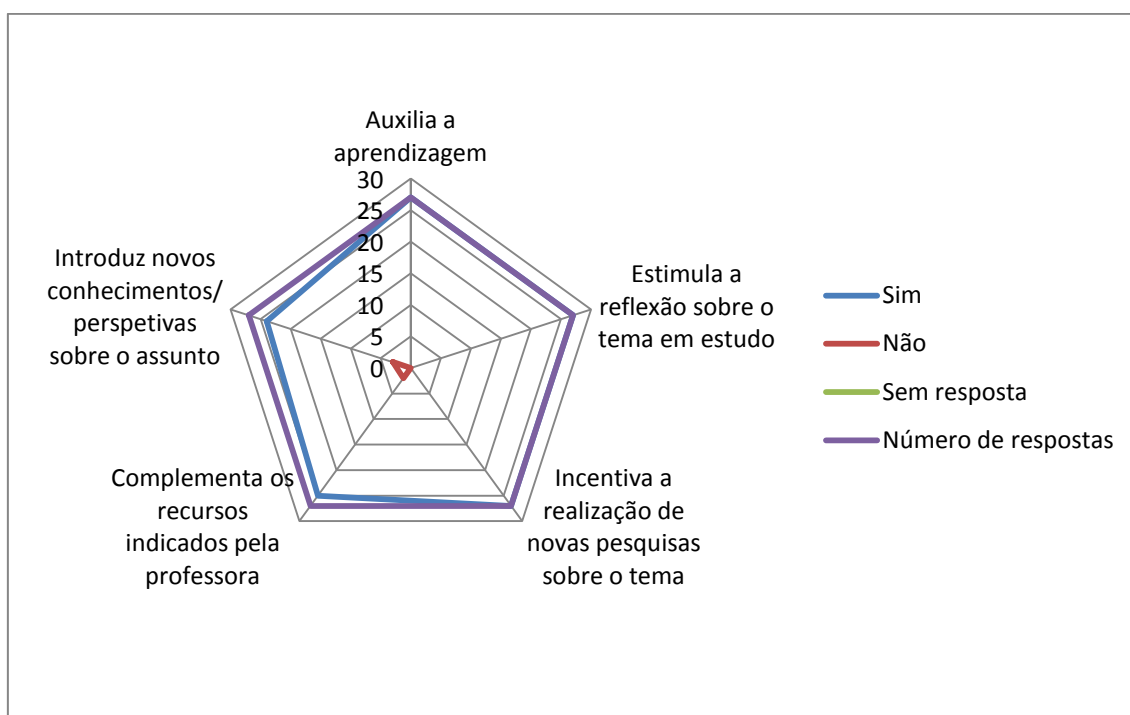 Auxilia a
aprendizagem
30
25
20
15
10
5
0
Estimula a
reflexão sobre o
tema em estudo
Incentiva a
realização de
novas pesquisas
sobre o tema
Complementa os
recursos
indicados pela
professora
Introduz novos
conhecimentos/
perspetivas
sobre o assunto
Sim
Não
Sem resposta
Número de respostas